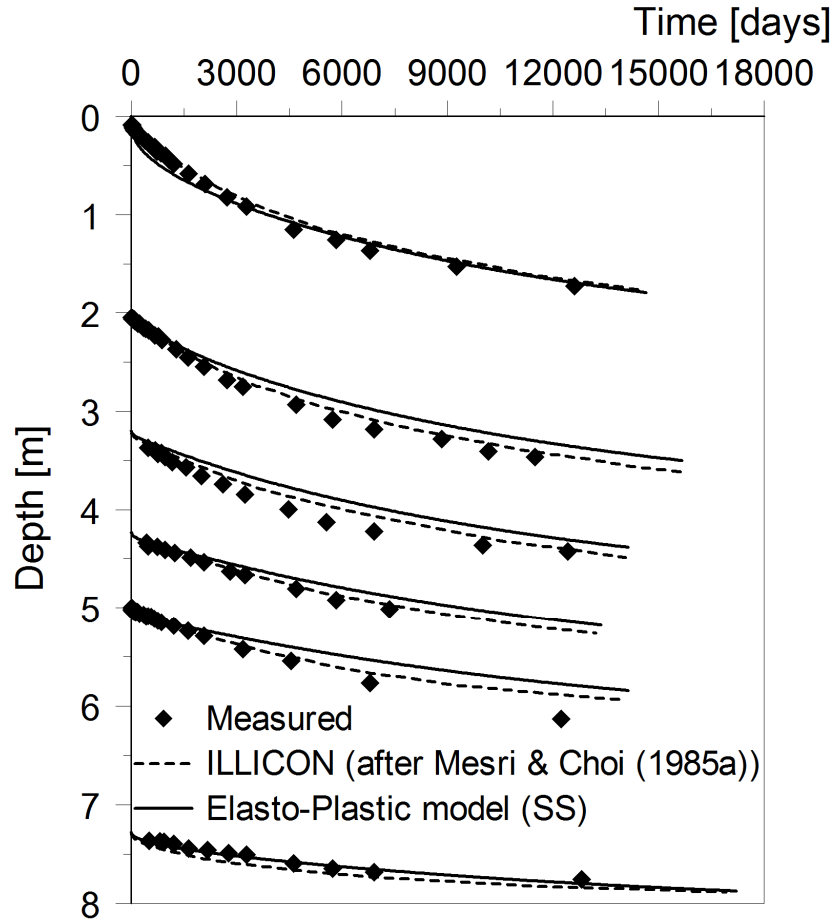 Time [days]
0 3000 6000 9000 12000 15000 18000
0
1
2
3
4
5
6
7
8
Depth [m]
Measured
ILLICON (after Mesri & Choi (1985a))
Elasto-Plastic model (SS)